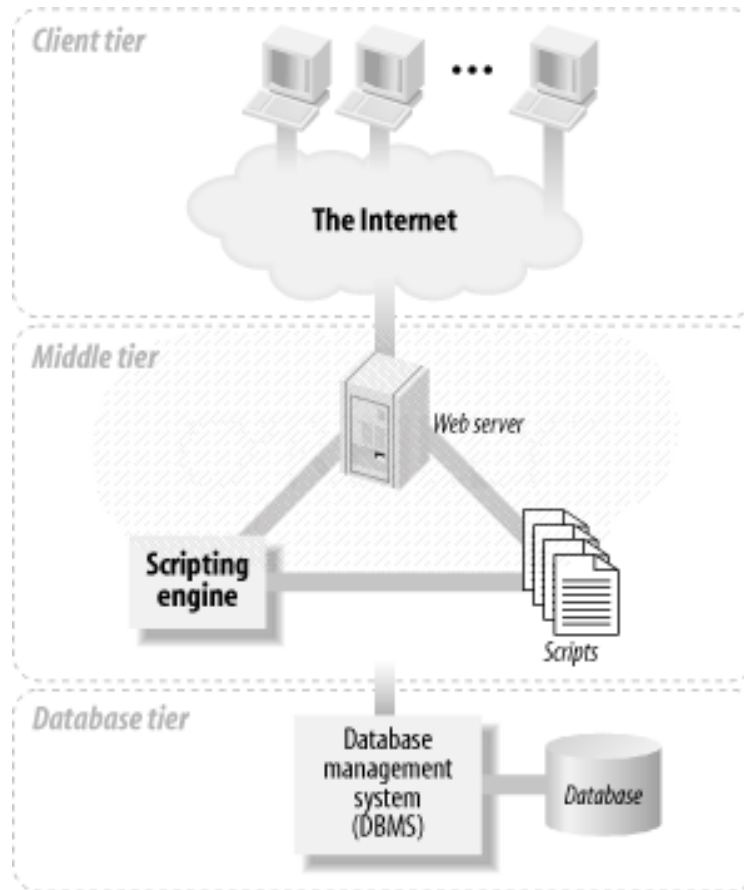 Client tier
•••
The Internet
Middle tier
Web server
Scripting
engine
Scripts
Database tier
Database
management
system
(DBMS)
Database